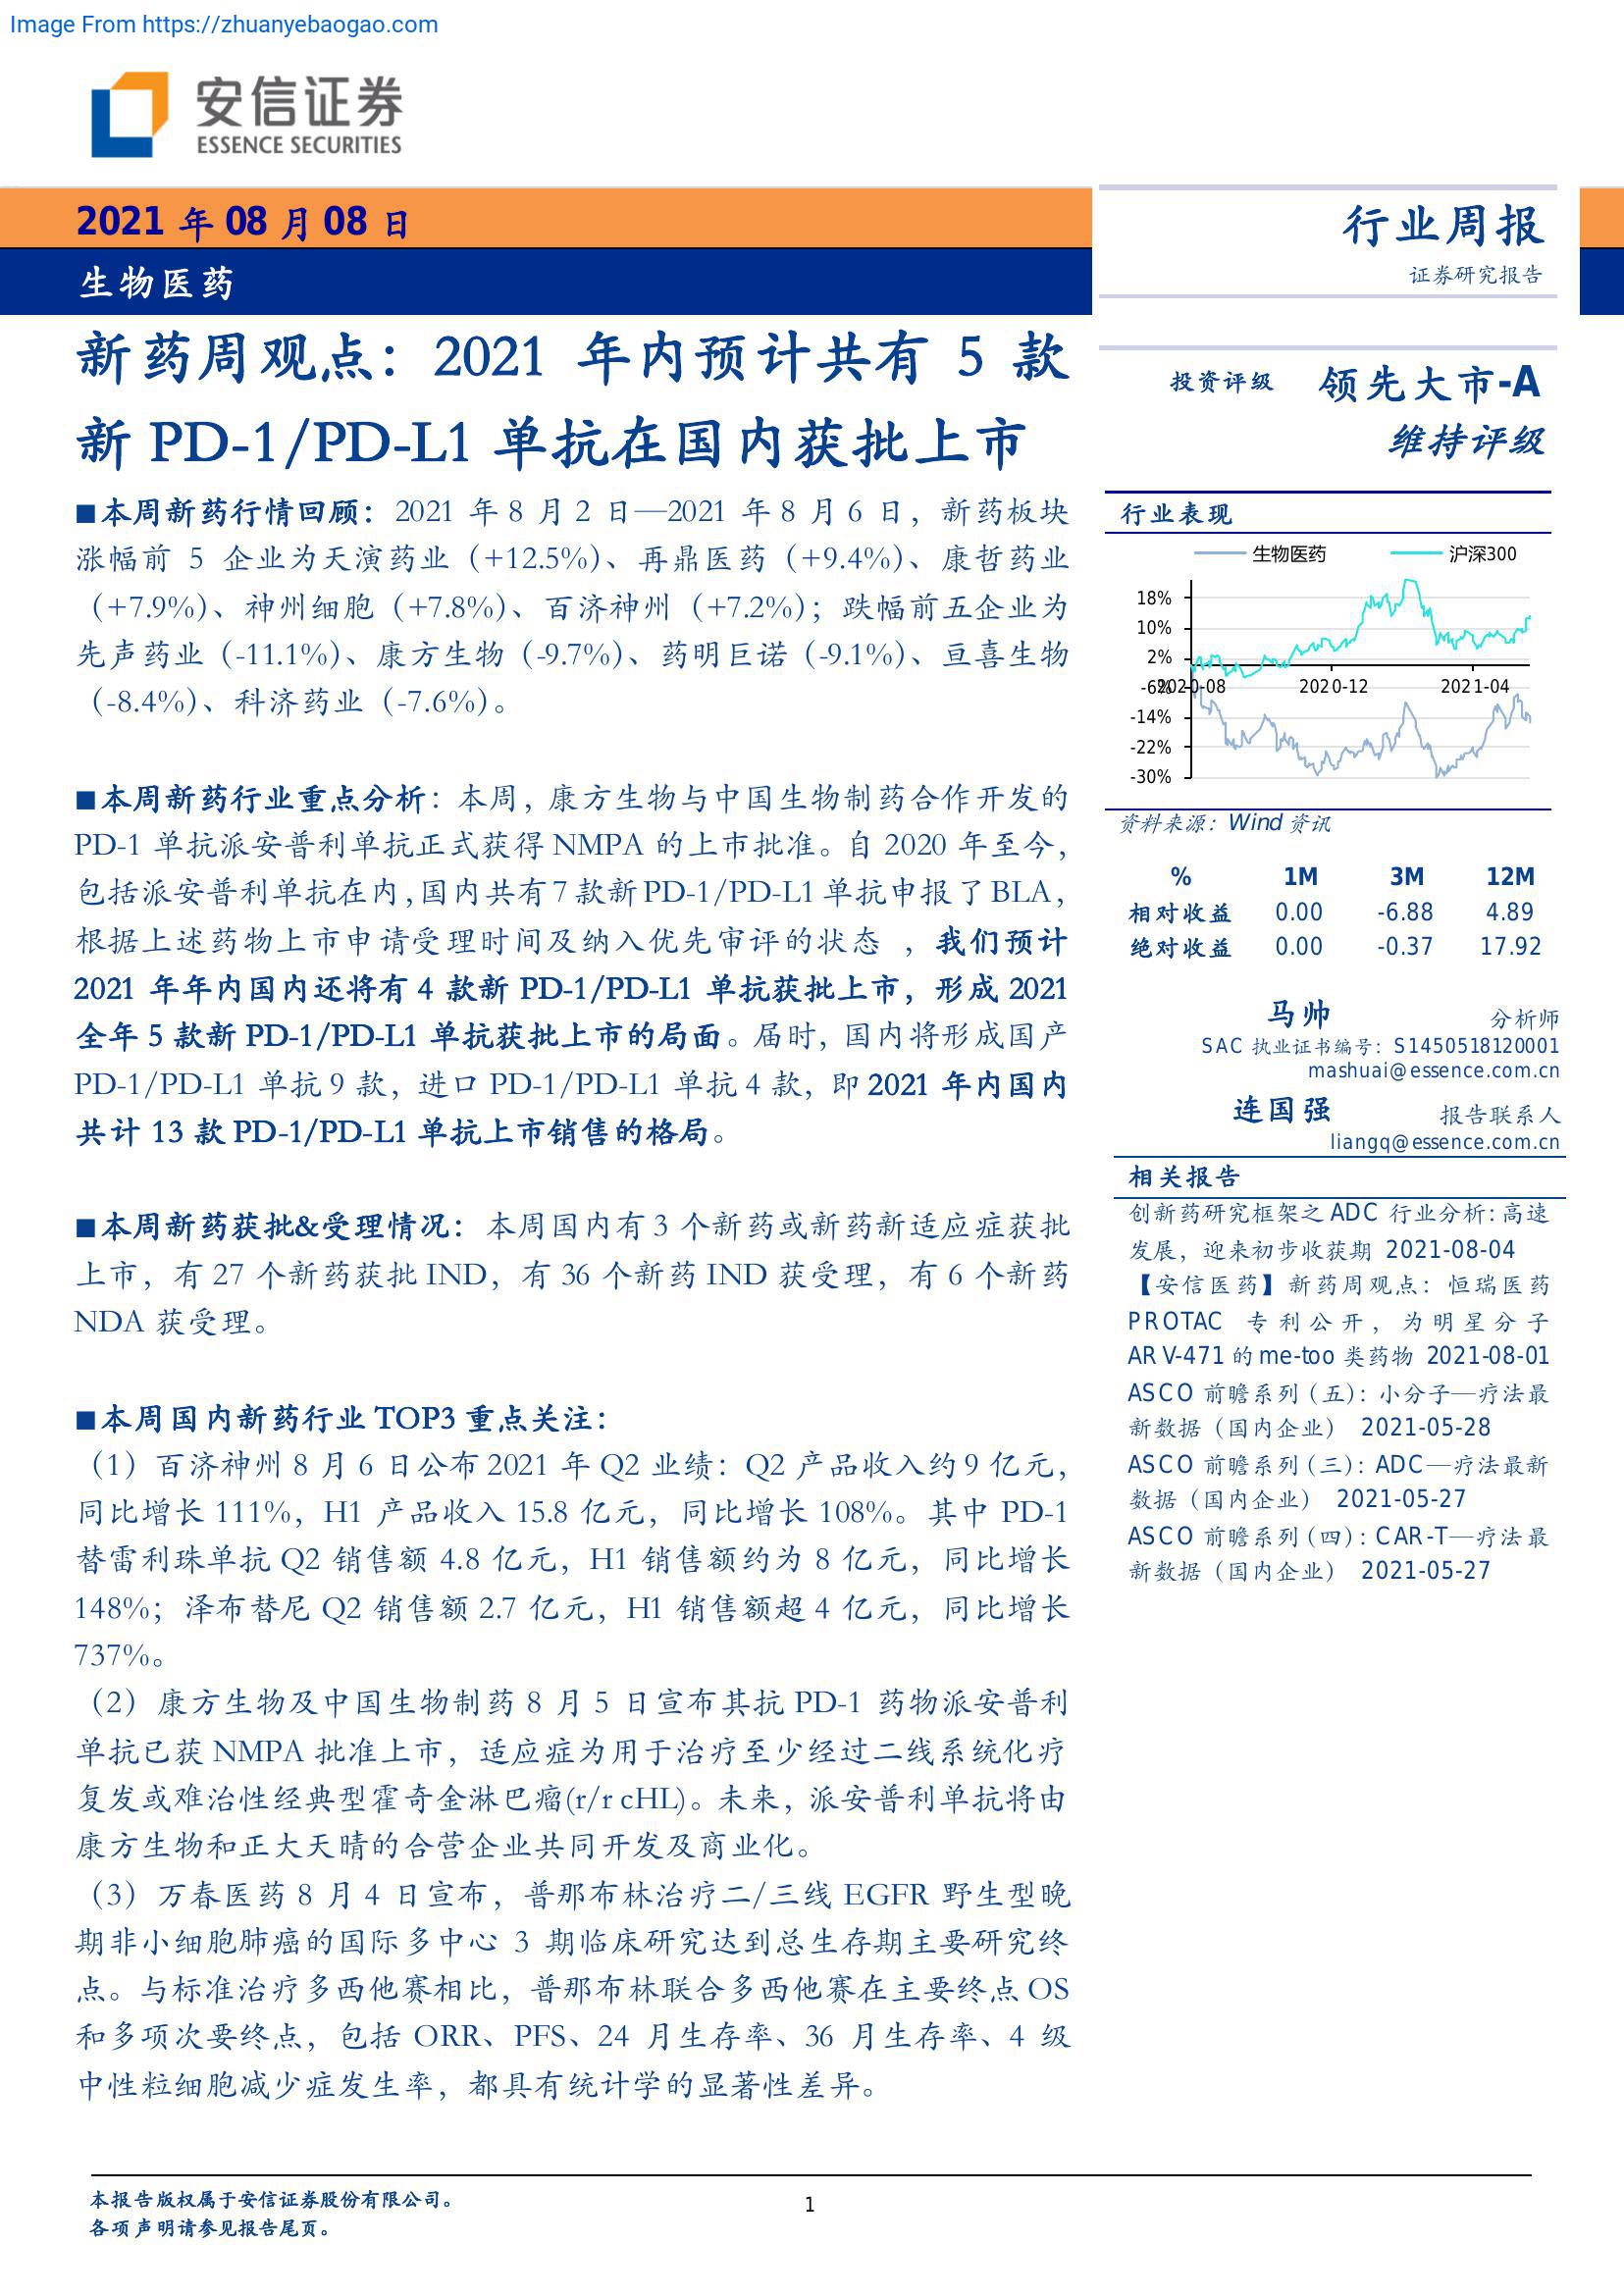 Image From https://zhuanyebaogao.com
安信证券
ESSENCE SECURITIES
2021 年 08 月 08 日
生物医药
行业周报
证券研究报告
新药周观点：2021 年内预计共有 5 款
新 PD-1/PD-L1 单抗在国内获批上市
■本周新药行情回顾：2021 年 8 月 2 日—2021 年 8 月 6 日，新药板块
涨幅前 5 企业为天演药业（+12.5%）、再鼎医药（+9.4%）、康哲药业
（+7.9%）、神州细胞（+7.8%）、百济神州（+7.2%）；跌幅前五企业为
先声药业（-11.1%）、康方生物（-9.7%）、药明巨诺（-9.1%）、亘喜生物
（-8.4%）、科济药业（-7.6%）。
■本周新药行业重点分析：本周，康方生物与中国生物制药合作开发的
PD-1 单抗派安普利单抗正式获得 NMPA 的上市批准。自 2020 年至今，
包括派安普利单抗在内，国内共有 7 款新 PD-1/PD-L1 单抗申报了 BLA，
根据上述药物上市申请受理时间及纳入优先审评的状态 ，我们预计
2021 年年内国内还将有 4 款新 PD-1/PD-L1 单抗获批上市，形成 2021
全年 5 款新 PD-1/PD-L1 单抗获批上市的局面。届时，国内将形成国产
PD-1/PD-L1 单抗 9 款，进口 PD-1/PD-L1 单抗 4 款，即 2021 年内国内
共计 13 款 PD-1/PD-L1 单抗上市销售的格局。
■本周新药获批&受理情况：本周国内有 3 个新药或新药新适应症获批
上市，有 27 个新药获批 IND，有 36 个新药 IND 获受理，有 6 个新药
NDA 获受理。
■本周国内新药行业 TOP3 重点关注：
（1）百济神州 8 月 6 日公布 2021 年 Q2 业绩：Q2 产品收入约 9 亿元，
同比增长 111%，H1 产品收入 15.8 亿元，同比增长 108%。其中 PD-1
替雷利珠单抗 Q2 销售额 4.8 亿元，H1 销售额约为 8 亿元，同比增长
148%；泽布替尼 Q2 销售额 2.7 亿元，H1 销售额超 4 亿元，同比增长
737%。
（2）康方生物及中国生物制药 8 月 5 日宣布其抗 PD-1 药物派安普利
单抗已获 NMPA 批准上市，适应症为用于治疗至少经过二线系统化疗
复发或难治性经典型霍奇金淋巴瘤(r/r cHL)。未来，派安普利单抗将由
康方生物和正大天晴的合营企业共同开发及商业化。
（3）万春医药 8 月 4 日宣布，普那布林治疗二/三线 EGFR 野生型晚
期非小细胞肺癌的国际多中心 3 期临床研究达到总生存期主要研究终
点。与标准治疗多西他赛相比，普那布林联合多西他赛在主要终点 OS
和多项次要终点，包括 ORR、PFS、24 月生存率、36 月生存率、4 级
中性粒细胞减少症发生率，都具有统计学的显著性差异。
投资评级 领先大市-A
维持评级
行业表现
生物医药 沪深300
18%
10%
2%
-6%
-14%
-22%
-30%
2020-08 2020-12 2021-04
资料来源：Wind 资讯
% 1M 3M 12M
相对收益 0.00 -6.88 4.89
绝对收益 0.00 -0.37 17.92
马帅 分析师
SAC 执业证书编号：S1450518120001
mashuai@essence.com.cn
连国强 报告联系人
liangq@essence.com.cn
相关报告
创新药研究框架之 ADC 行业分析：高速
发展，迎来初步收获期 2021-08-04
【安信医药】新药周观点：恒瑞医药
PROTAC 专利公开，为明星分子
ARV-471 的 me-too 类药物 2021-08-01
ASCO 前瞻系列（五）：小分子—疗法最
新数据（国内企业） 2021-05-28
ASCO 前瞻系列（三）：ADC—疗法最新
数据（国内企业） 2021-05-27
ASCO 前瞻系列（四）：CAR-T—疗法最
新数据（国内企业） 2021-05-27
本报告版权属于安信证券股份有限公司。
各项声明请参见报告尾页。
1